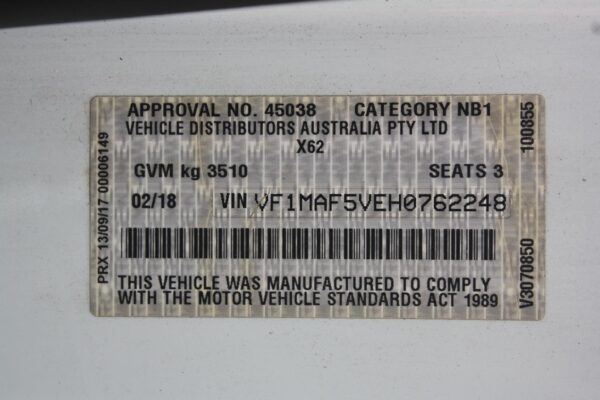 APPROVAL NO. 45038 CATEGORY NB1
VEHICLE DISTRIBUTORS AUSTRALIA PTY LTD
X62
GVM kg 3510 SEATS 3
02/18 VIN VF1MAF5VEH0762248
THIS VEHICLE WAS MANUFACTURED TO COMPLY
WITH THE MOTOR VEHICLE STANDARDS ACT 1989
PRX 13/09/17 00006149
V3070850 100855